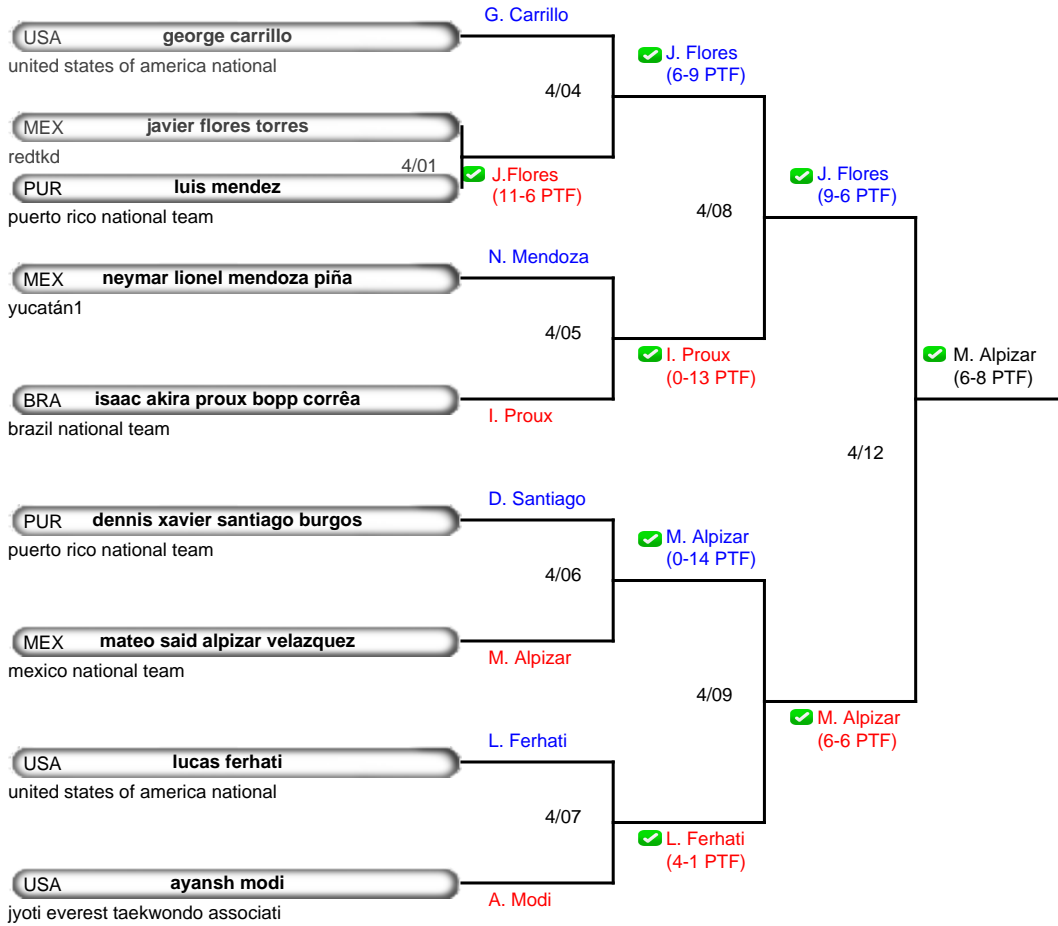 G. Carrillo
USA george carrillo
united states of america national
J. Flores
(6-9 PTF)
4/04
MEX javier flores torres
redtkd
4/01
J.Flores
(11-6 PTF)
PUR luis mendez
puerto rico national team
J. Flores
(9-6 PTF)
4/08
N. Mendoza
MEX neymar lionel mendoza piña
yucatán1
4/05
I. Proux
(0-13 PTF)
M. Alpizar
(6-8 PTF)
BRA isaac akira proux bopp corrêa
I. Proux
brazil national team
4/12
D. Santiago
PUR dennis xavier santiago burgos
puerto rico national team
M. Alpizar
(0-14 PTF)
4/06
MEX mateo said alpizar velazquez
M. Alpizar
mexico national team
4/09
M. Alpizar
(6-6 PTF)
L. Ferhati
USA lucas ferhati
united states of america national
4/07
L. Ferhati
(4-1 PTF)
USA ayansh modi
A. Modi
jyoti everest taekwondo associati